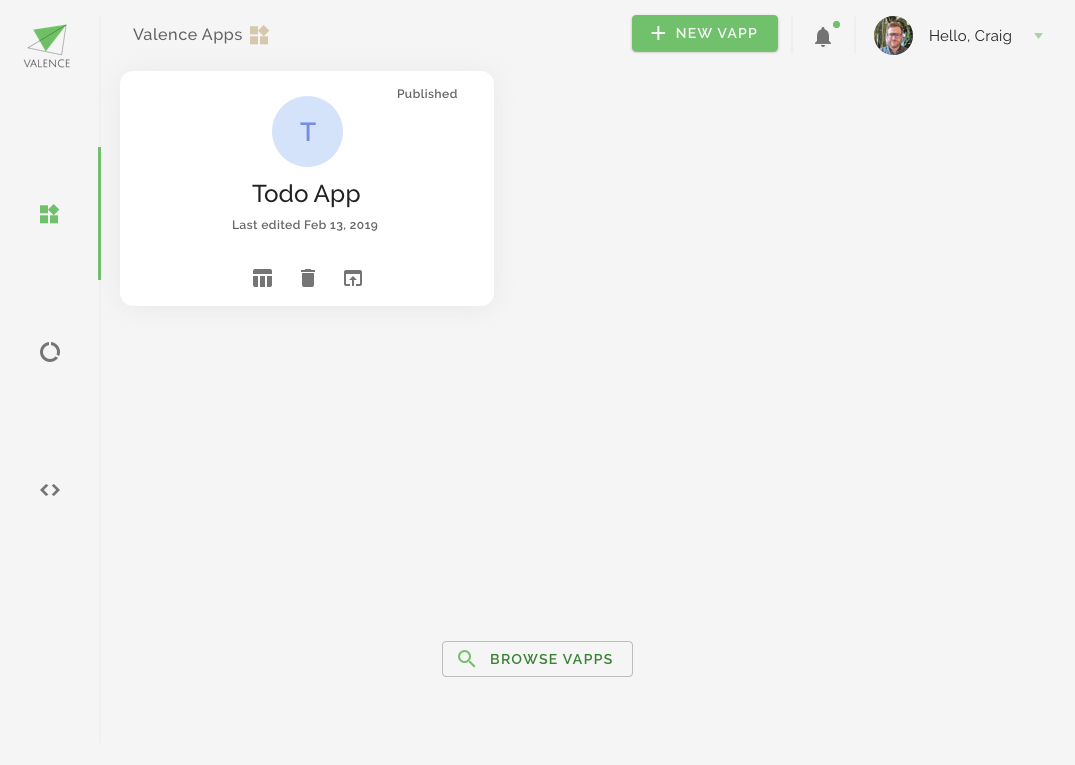 VALENCE
Valence Apps
NEW VAPP
Hello, Craig
Published
T
Todo App
Last edited Feb 13, 2019
BROWSE VAPPS